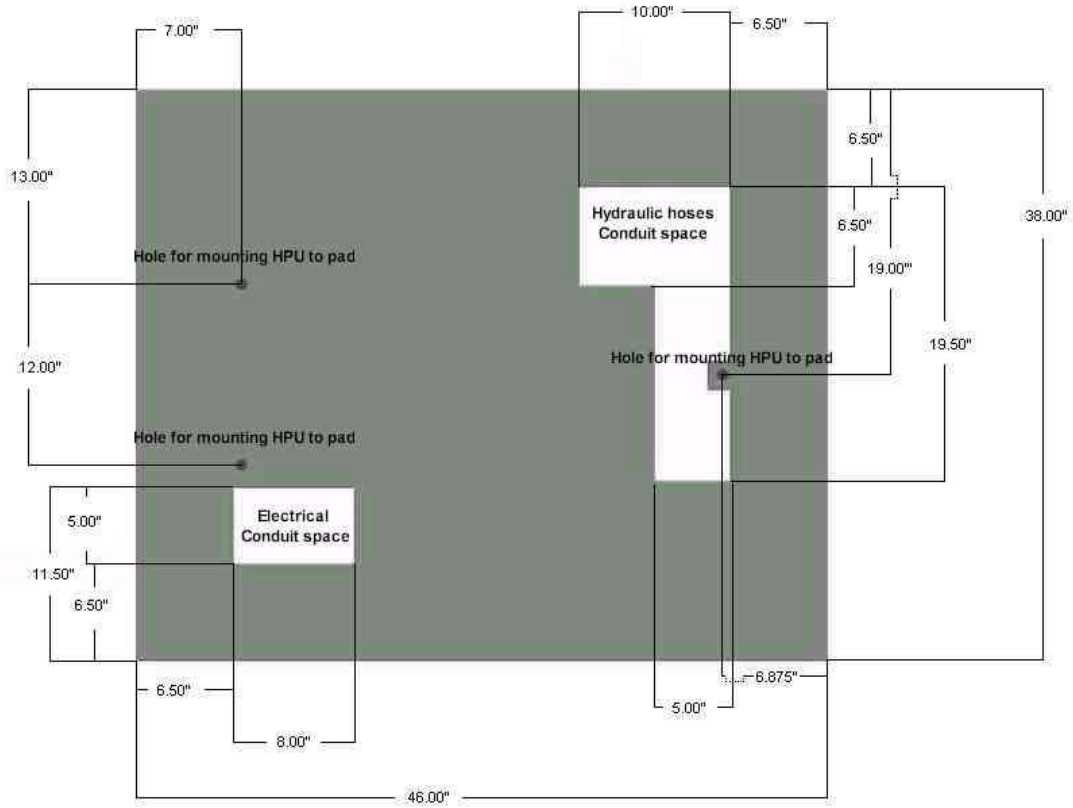 10.00"
6.50"
7.00"
6.50"
13.00"
Hydraulic hoses
Conduit space
6.50"
38.00"
Hole for mounting HPU to pad
19.00"'
19.50"
Hole for mounting HPU to pad
12.00"
Hole for mounting HPU to pad
5.00"
Electrical
Conduit space
11.50"
6.50"
6.875"
6.50"
5.00"
8.00"
46.00"